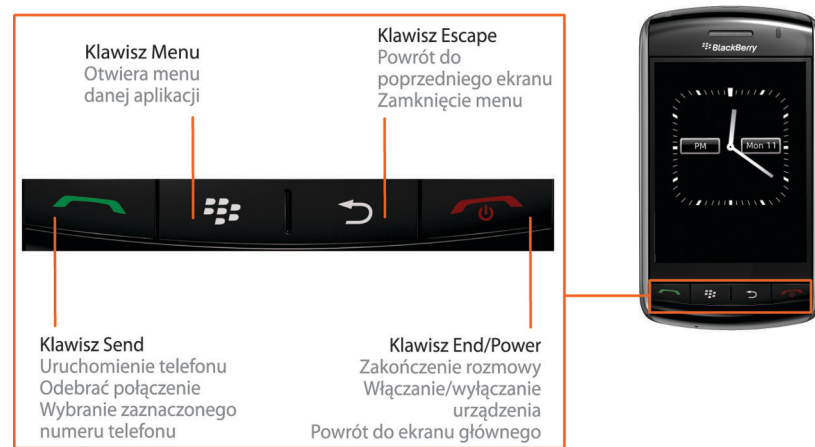 Klawisz Menu
Otwiera menu
danej aplikacji
Klawisz Escape
Powrót do
poprzedniego ekranu
Zamknięcie menu
Klawisz Send
Uruchomienie telefonu
Odebrać połączenie
Wybranie zaznaczonego
numeru telefonu
Klawisz End/Power
Zakończenie rozmowy
Włączanie/wyłączanie
urządzenia
Powrót do ekranu głównego
BlackBerry
PM
Mon 11